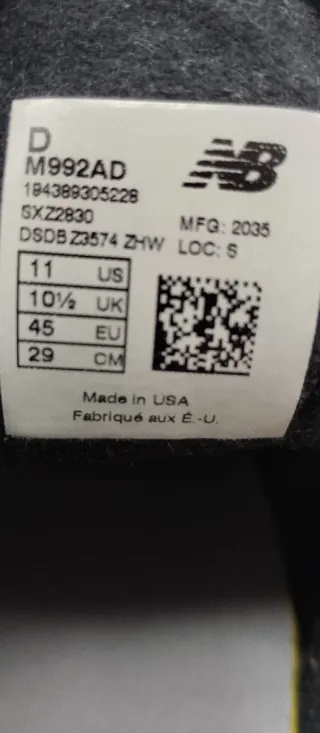 D
M992AD
NB
194389305228
SXZ2830
MFG: 2035
DSDB Z3574 ZHW
LOC: S
11 US
10½ UK
45 EU
29 CM
Made in USA
Fabriqué aux É.-U.